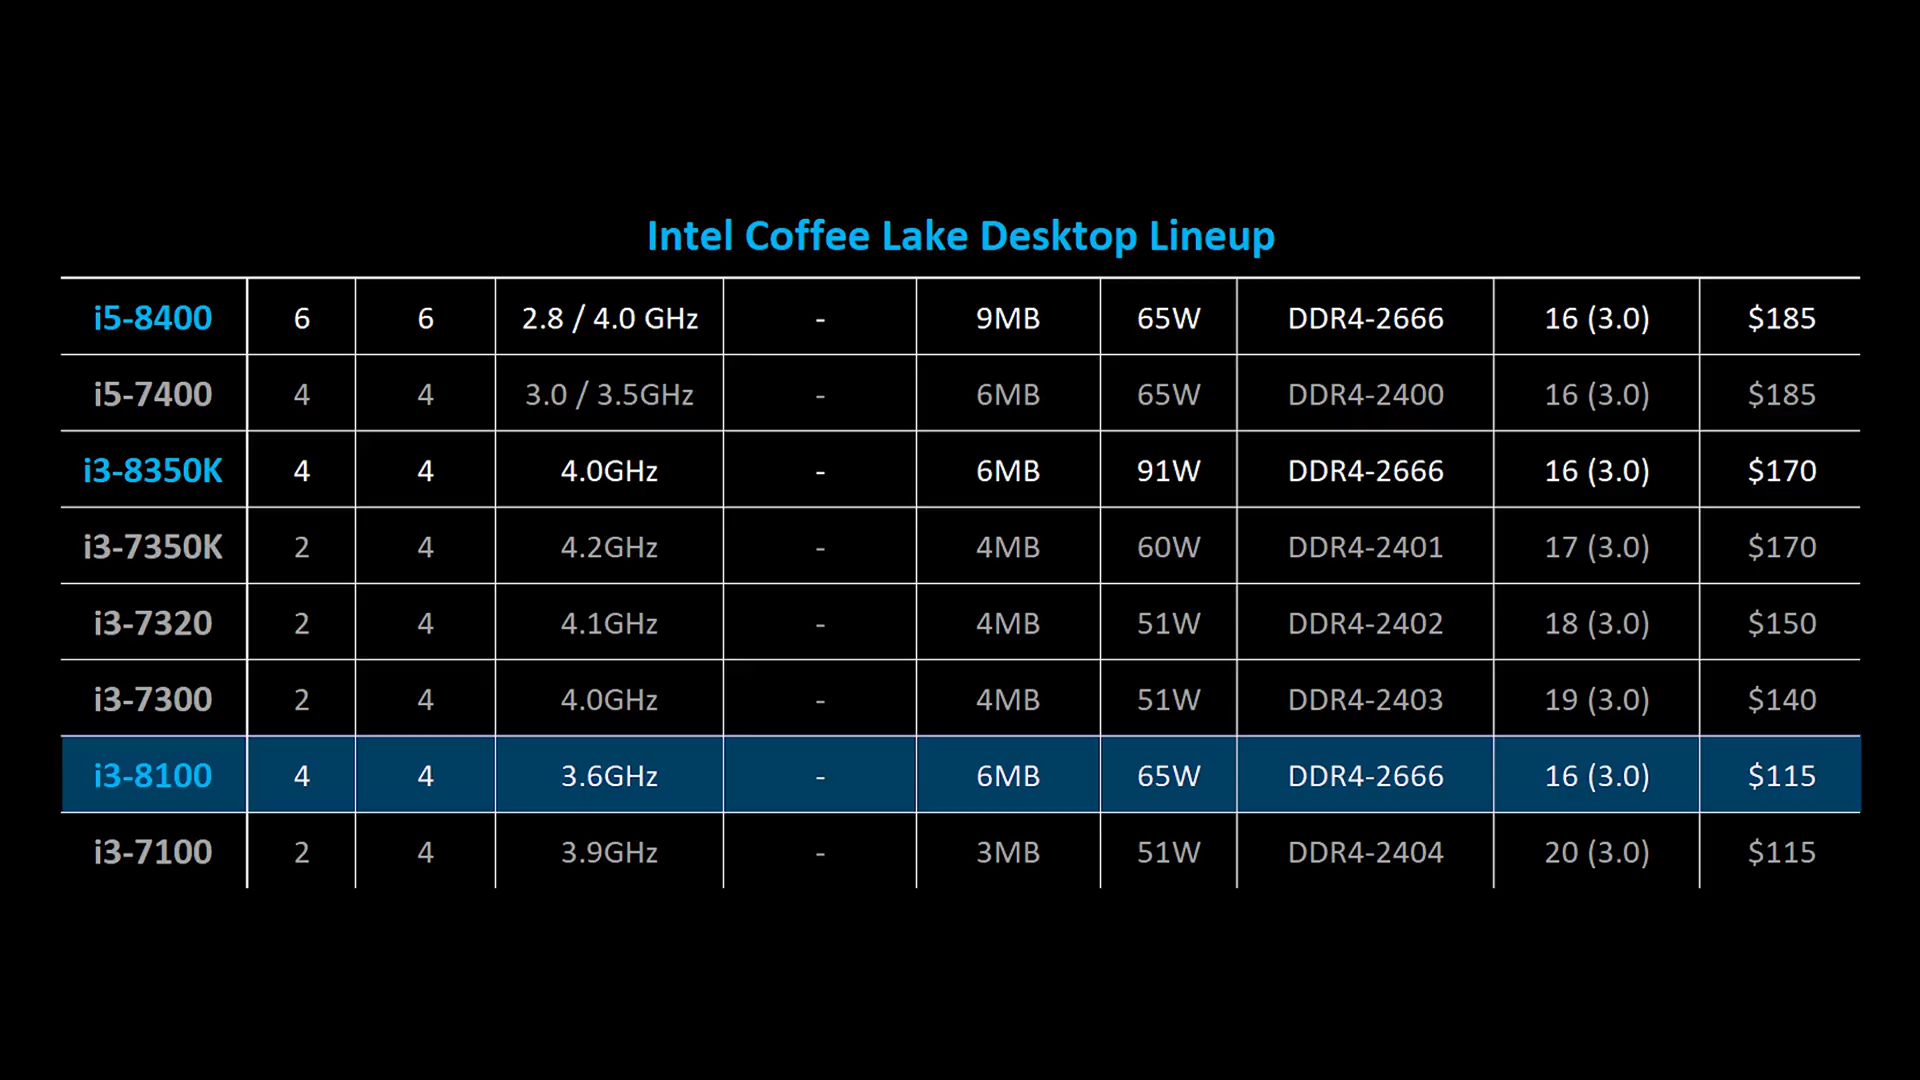 Intel Coffee Lake Desktop Lineup
i5-8400 6 6 2.8 / 4.0 GHz - 9MB 65W DDR4-2666 16 (3.0) $185
i5-7400 4 4 3.0 / 3.5GHz - 6MB 65W DDR4-2400 16 (3.0) $185
i3-8350K 4 4 4.0GHz - 6MB 91W DDR4-2666 16 (3.0) $170
i3-7350K 2 4 4.2GHz - 4MB 60W DDR4-2401 17 (3.0) $170
i3-7320 2 4 4.1GHz - 4MB 51W DDR4-2402 18 (3.0) $150
i3-7300 2 4 4.0GHz - 4MB 51W DDR4-2403 19 (3.0) $140
i3-8100 4 4 3.6GHz - 6MB 65W DDR4-2666 16 (3.0) $115
i3-7100 2 4 3.9GHz - 3MB 51W DDR4-2404 20 (3.0) $115